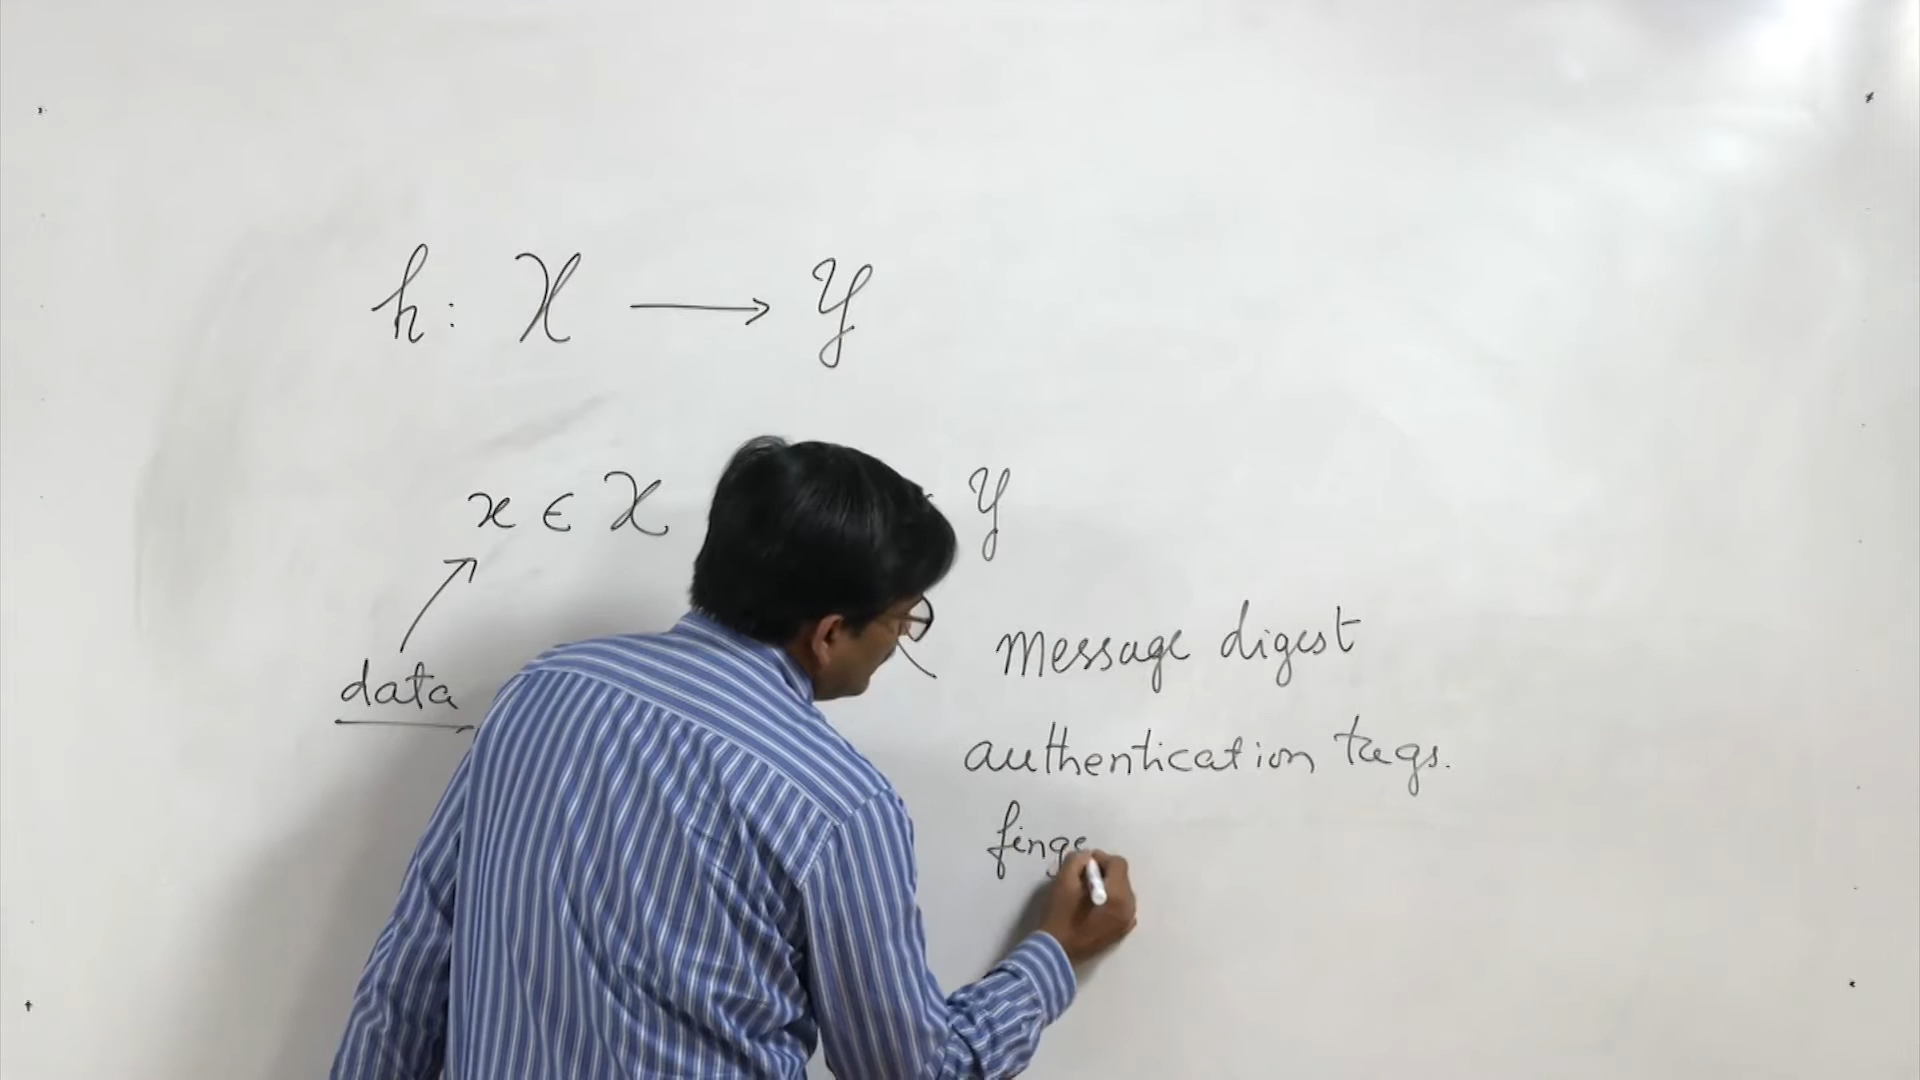 h: X → Y
x ∈ X Y
data
Message digest
authentication tags.
finge